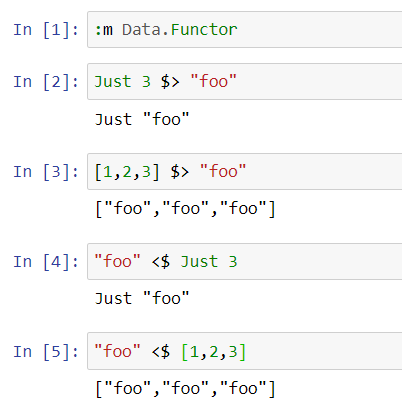 In [1]: :m Data.Functor
In [2]: Just 3 $> "foo"
Just "foo"
In [3]: [1,2,3] $> "foo"
["foo","foo","foo"]
In [4]: "foo" <$ Just 3
Just "foo"
In [5]: "foo" <$ [1,2,3]
["foo","foo","foo"]